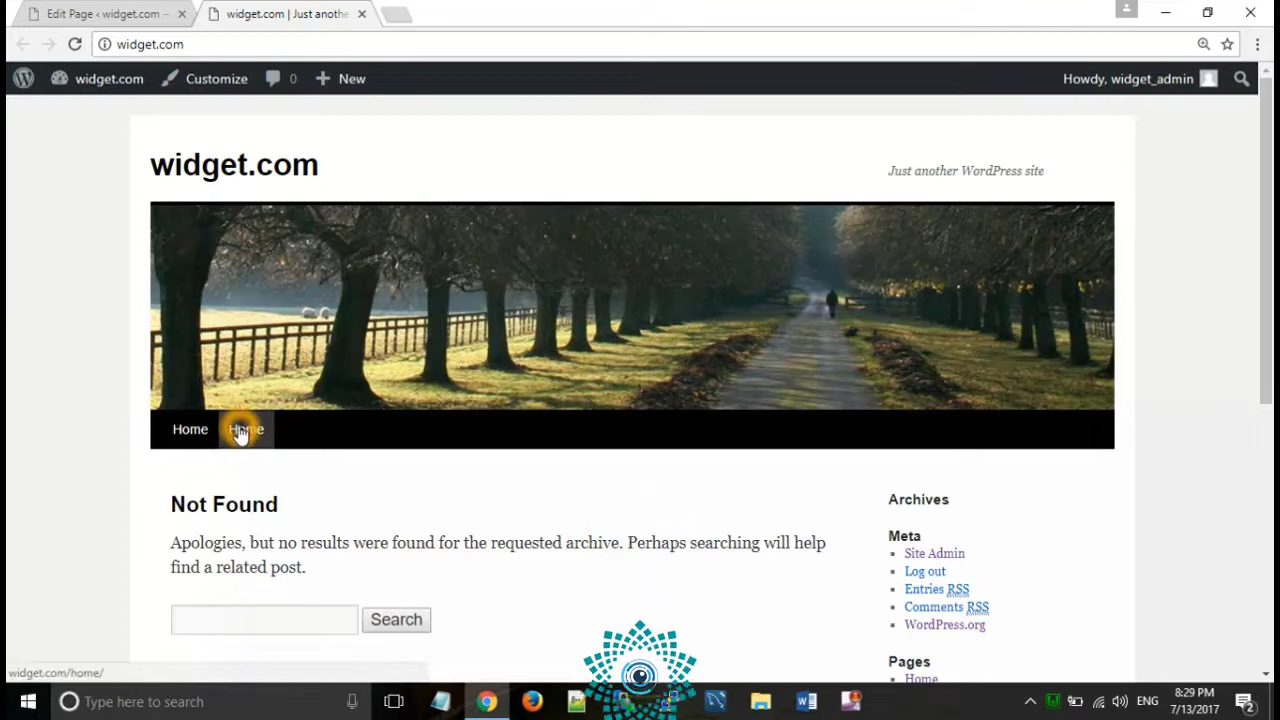 Edit Page ‹ widget.com –
widget.com | Just anothe
widget.com
widget.com
Customize
0
New
Howdy, widget_admin
widget.com
Just another WordPress site
Home
Home
Not Found
Apologies, but no results were found for the requested archive. Perhaps searching will help
find a related post.
Search
Archives
Meta
Site Admin
Log out
Entries RSS
Comments RSS
WordPress.org
Pages
Home
widget.com/home/
Type here to search
ENG
8:29 PM
7/13/2017
2